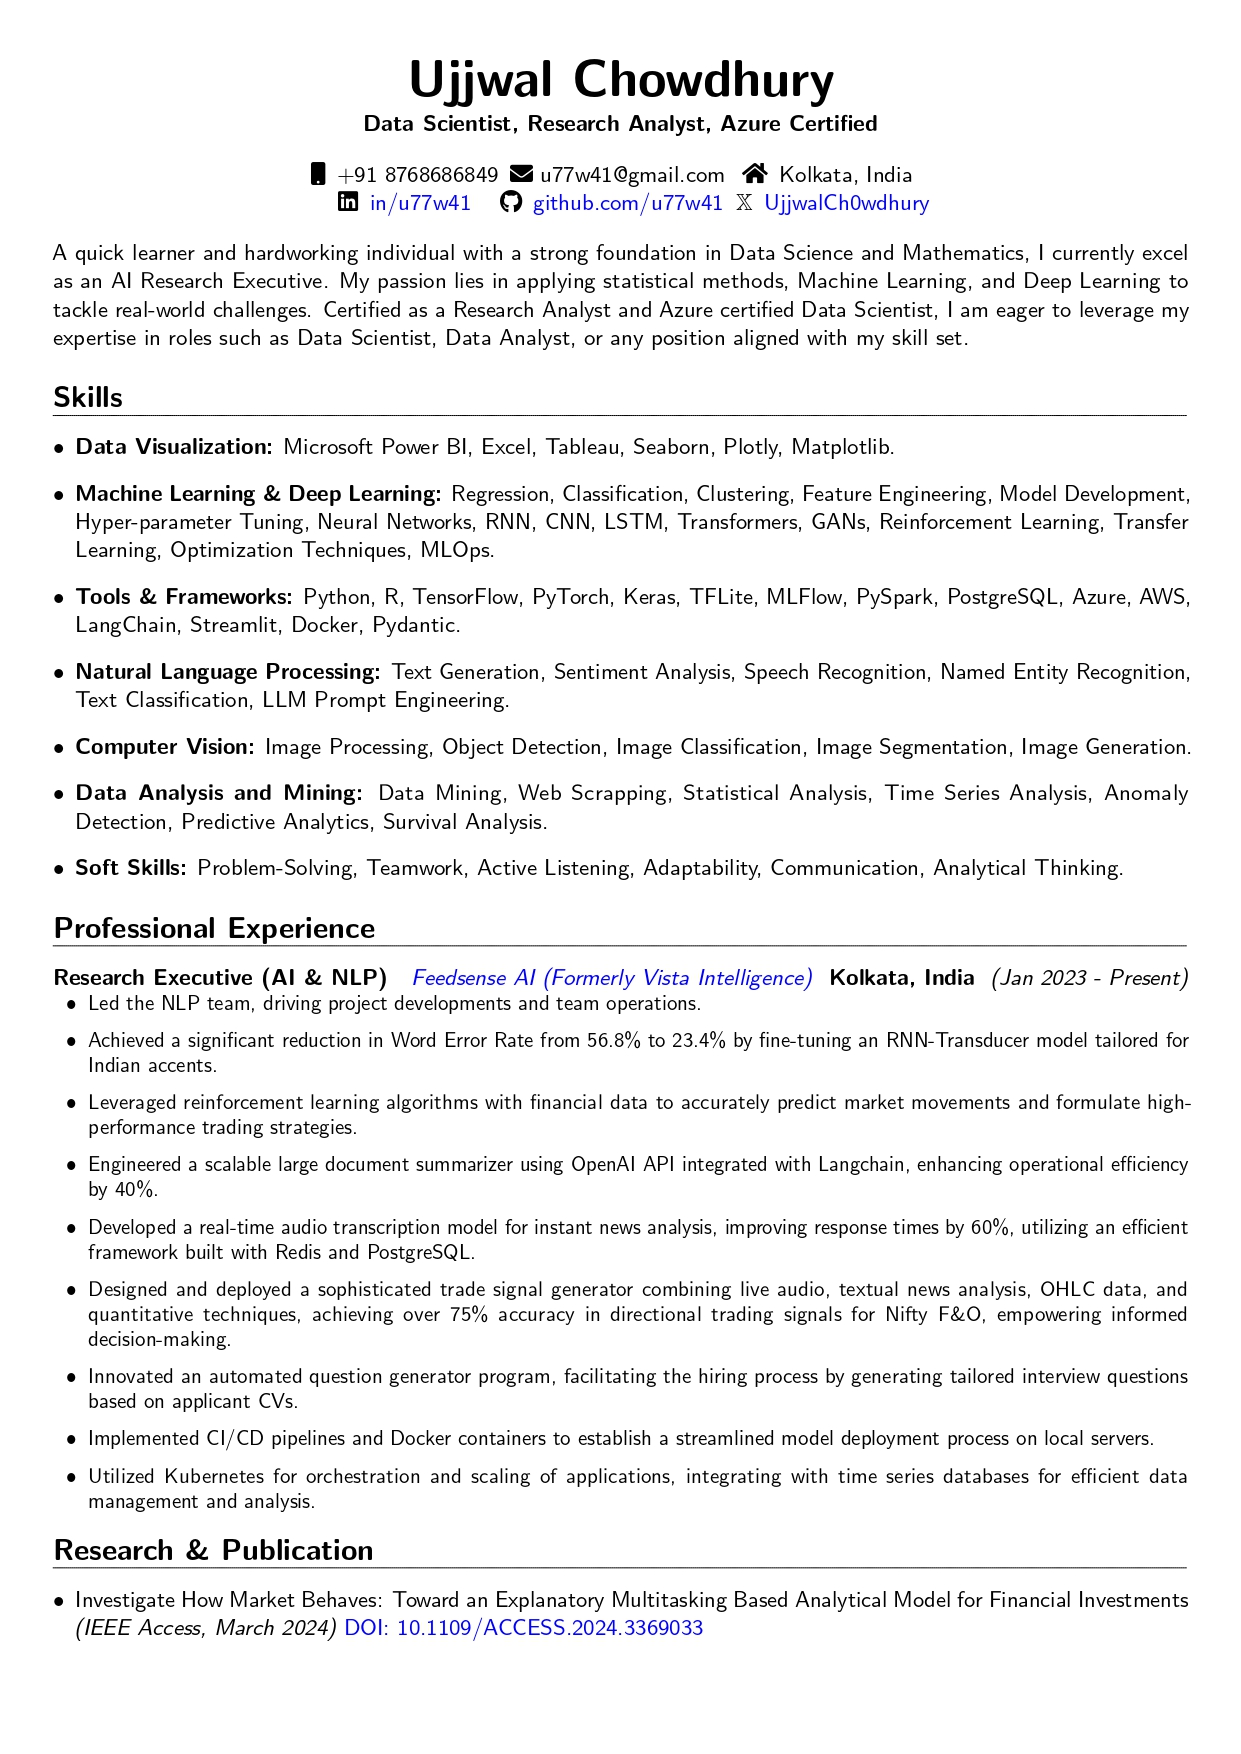 Ujjwal Chowdhury
Data Scientist, Research Analyst, Azure Certified
+91 8768686849 u77w41@gmail.com Kolkata, India
in/u77w41 github.com/u77w41 𝕏 UjjwalCh0wdhury
A quick learner and hardworking individual with a strong foundation in Data Science and Mathematics, I currently excel
as an AI Research Executive. My passion lies in applying statistical methods, Machine Learning, and Deep Learning to
tackle real-world challenges. Certified as a Research Analyst and Azure certified Data Scientist, I am eager to leverage my
expertise in roles such as Data Scientist, Data Analyst, or any position aligned with my skill set.
Skills
• Data Visualization: Microsoft Power BI, Excel, Tableau, Seaborn, Plotly, Matplotlib.
• Machine Learning & Deep Learning: Regression, Classification, Clustering, Feature Engineering, Model Development,
Hyper-parameter Tuning, Neural Networks, RNN, CNN, LSTM, Transformers, GANs, Reinforcement Learning, Transfer
Learning, Optimization Techniques, MLOps.
• Tools & Frameworks: Python, R, TensorFlow, PyTorch, Keras, TFLite, MLFlow, PySpark, PostgreSQL, Azure, AWS,
LangChain, Streamlit, Docker, Pydantic.
• Natural Language Processing: Text Generation, Sentiment Analysis, Speech Recognition, Named Entity Recognition,
Text Classification, LLM Prompt Engineering.
• Computer Vision: Image Processing, Object Detection, Image Classification, Image Segmentation, Image Generation.
• Data Analysis and Mining: Data Mining, Web Scrapping, Statistical Analysis, Time Series Analysis, Anomaly
Detection, Predictive Analytics, Survival Analysis.
• Soft Skills: Problem-Solving, Teamwork, Active Listening, Adaptability, Communication, Analytical Thinking.
Professional Experience
Research Executive (AI & NLP) Feedsense AI (Formerly Vista Intelligence) Kolkata, India (Jan 2023 - Present)
• Led the NLP team, driving project developments and team operations.
• Achieved a significant reduction in Word Error Rate from 56.8% to 23.4% by fine-tuning an RNN-Transducer model tailored for
Indian accents.
• Leveraged reinforcement learning algorithms with financial data to accurately predict market movements and formulate high-
performance trading strategies.
• Engineered a scalable large document summarizer using OpenAI API integrated with Langchain, enhancing operational efficiency
by 40%.
• Developed a real-time audio transcription model for instant news analysis, improving response times by 60%, utilizing an efficient
framework built with Redis and PostgreSQL.
• Designed and deployed a sophisticated trade signal generator combining live audio, textual news analysis, OHLC data, and
quantitative techniques, achieving over 75% accuracy in directional trading signals for Nifty F&O, empowering informed
decision-making.
• Innovated an automated question generator program, facilitating the hiring process by generating tailored interview questions
based on applicant CVs.
• Implemented CI/CD pipelines and Docker containers to establish a streamlined model deployment process on local servers.
• Utilized Kubernetes for orchestration and scaling of applications, integrating with time series databases for efficient data
management and analysis.
Research & Publication
• Investigate How Market Behaves: Toward an Explanatory Multitasking Based Analytical Model for Financial Investments
(IEEE Access, March 2024) DOI: 10.1109/ACCESS.2024.3369033